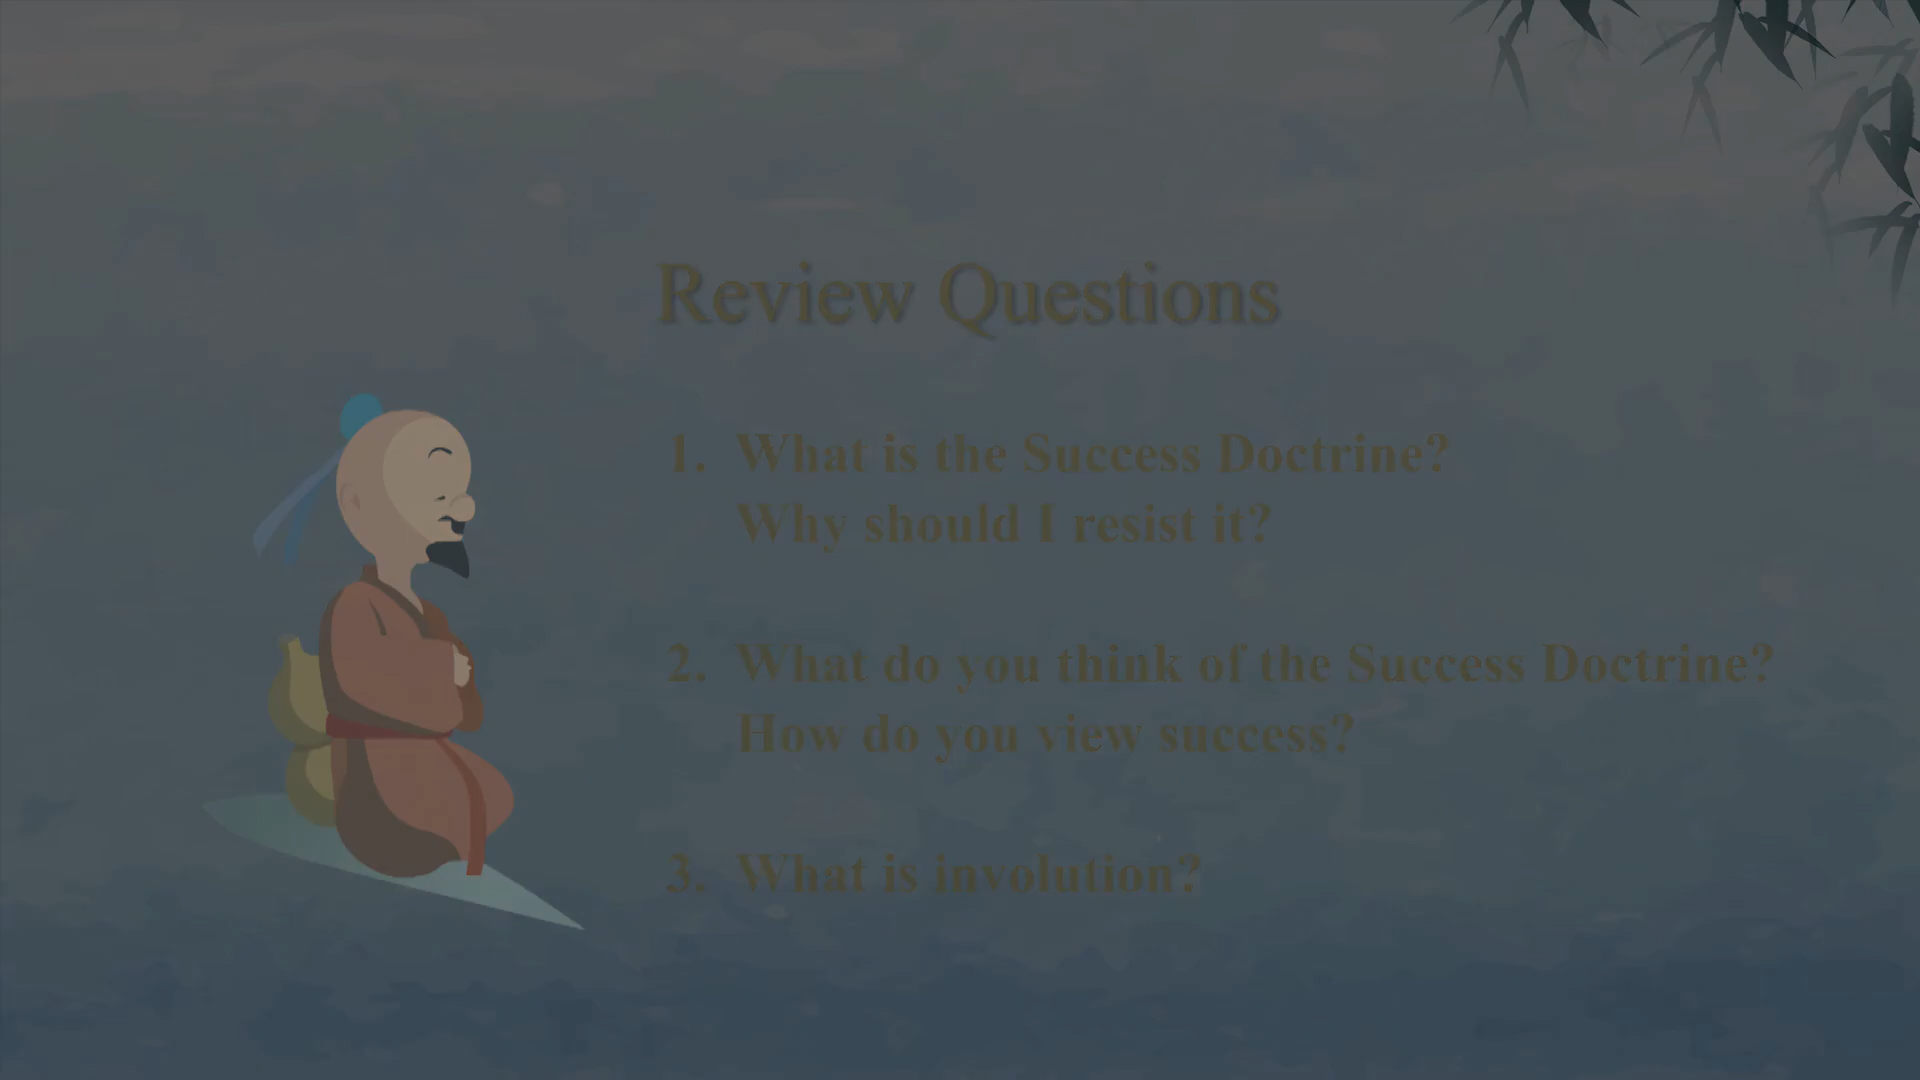 Review Questions
1. What is the Success Doctrine?
Why should I resist it?
2. What do you think of the Success Doctrine?
How do you view success?
3. What is involution?